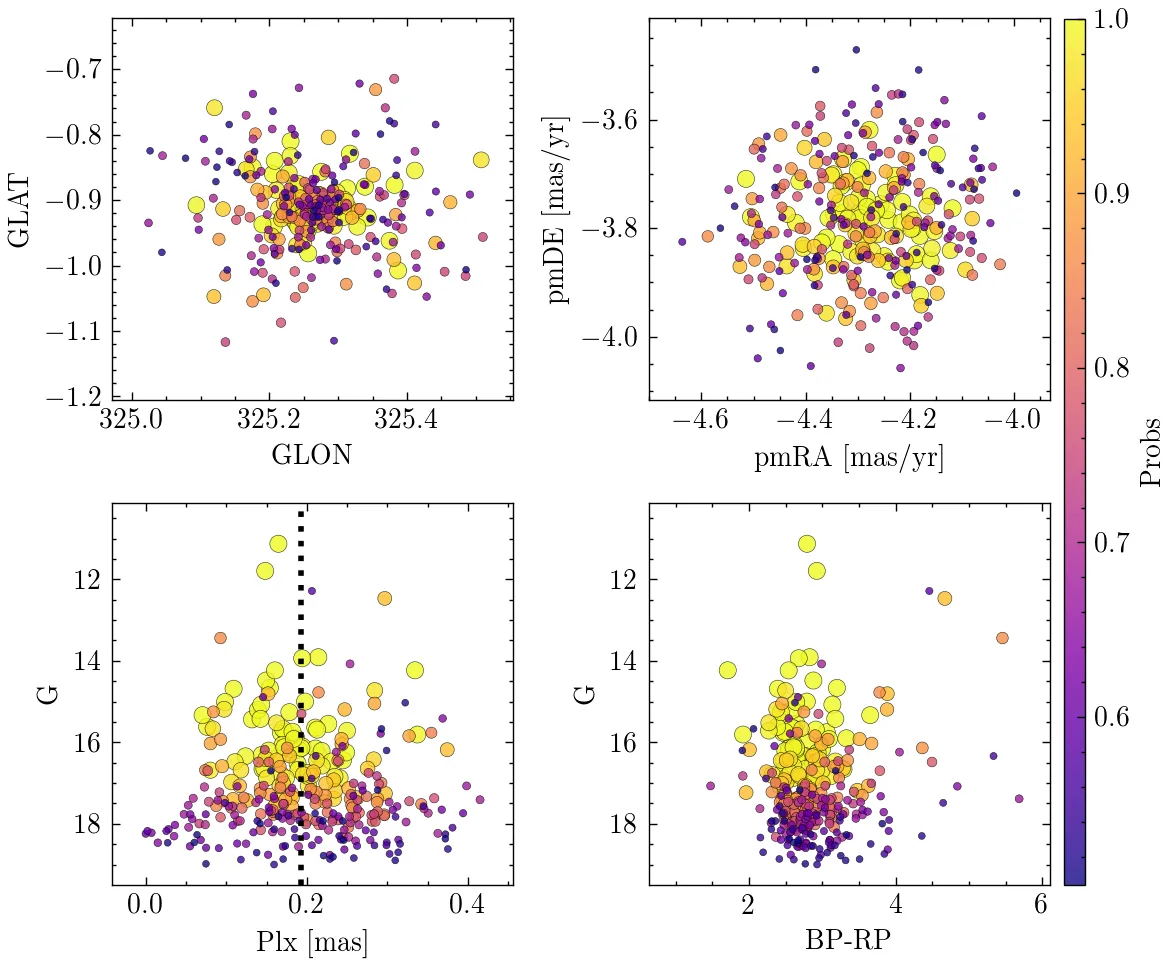 −0.7
−0.8
−0.9
−1.0
−1.1
−1.2
GLAT
325.0 325.2 325.4
GLON
−3.6
−3.8
−4.0
pmDE [mas/yr]
−4.6 −4.4 −4.2 −4.0
pmRA [mas/yr]
12
14
16
18
G
0.0 0.2 0.4
Plx [mas]
12
14
16
18
G
2 4 6
BP-RP
1.0
0.9
0.8
0.7
0.6
Probs